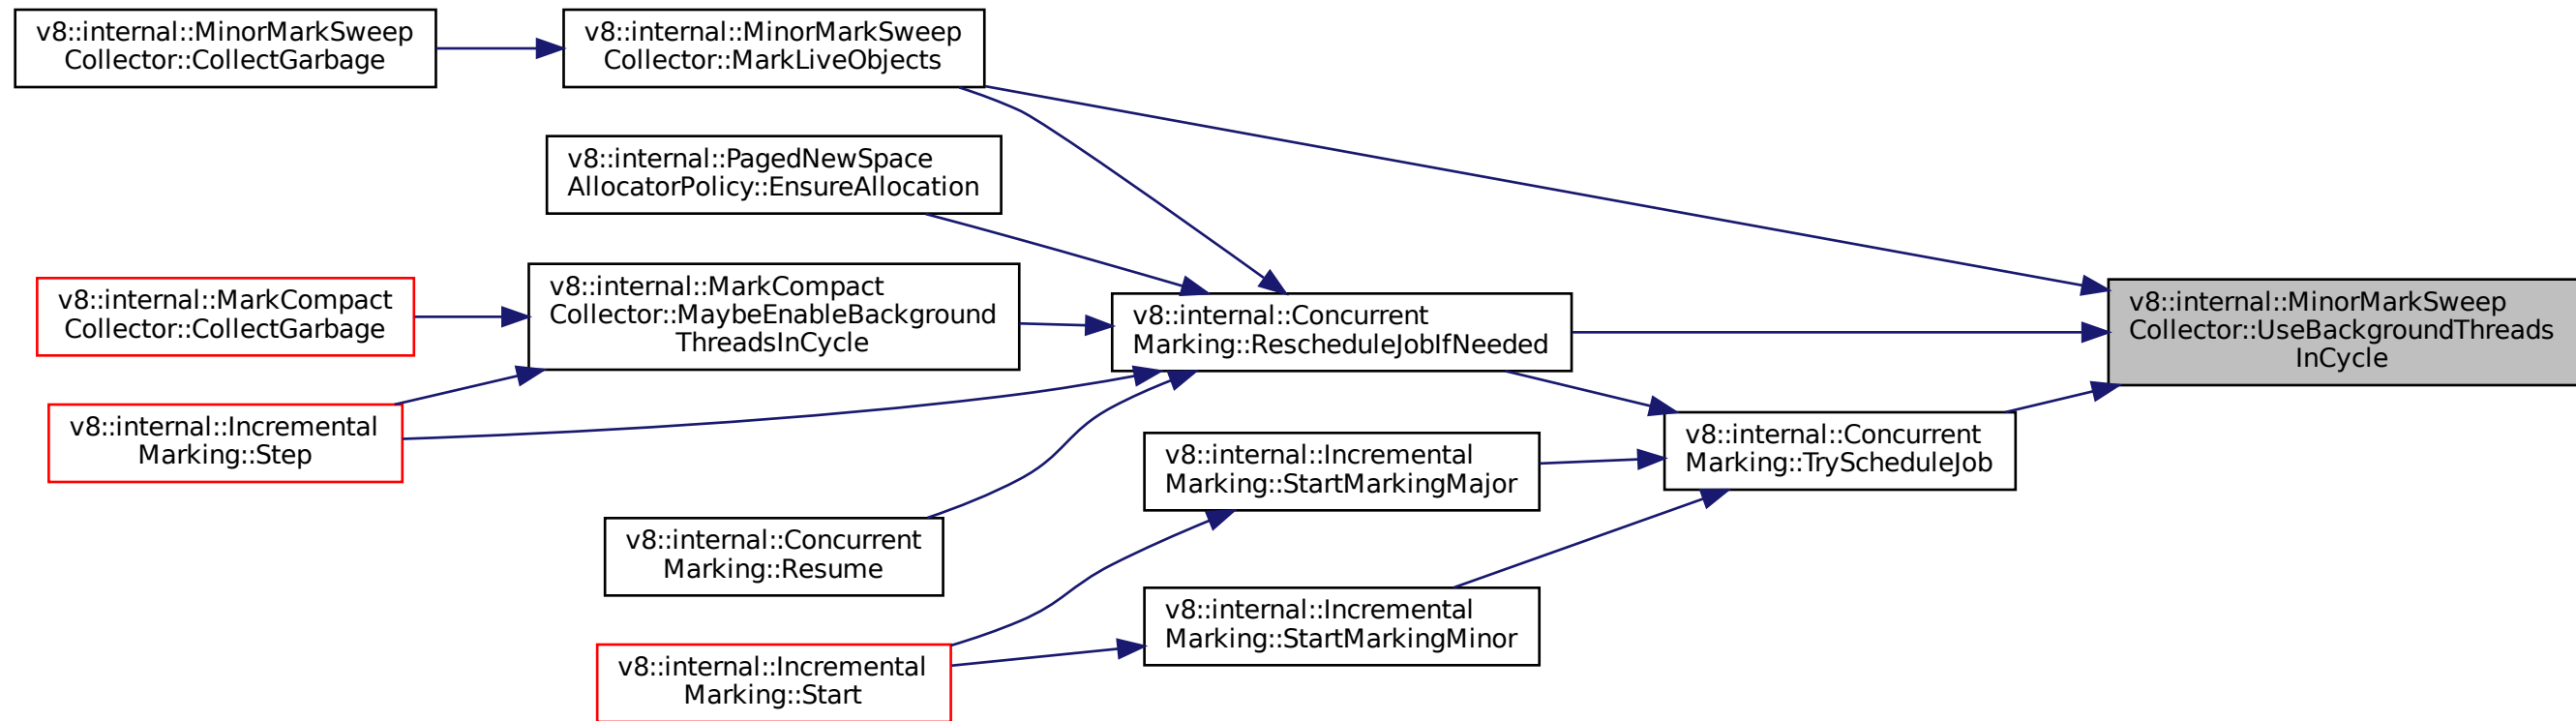 v8::internal::MinorMarkSweep
Collector::CollectGarbage
v8::internal::MinorMarkSweep
Collector::MarkLiveObjects
v8::internal::PagedNewSpace
AllocatorPolicy::EnsureAllocation
v8::internal::MarkCompact
Collector::CollectGarbage
v8::internal::MarkCompact
Collector::MaybeEnableBackground
ThreadsInCycle
v8::internal::Concurrent
Marking::RescheduleJobIfNeeded
v8::internal::MinorMarkSweep
Collector::UseBackgroundThreads
InCycle
v8::internal::Incremental
Marking::Step
v8::internal::Incremental
Marking::StartMarkingMajor
v8::internal::Concurrent
Marking::TryScheduleJob
v8::internal::Concurrent
Marking::Resume
v8::internal::Incremental
Marking::StartMarkingMinor
v8::internal::Incremental
Marking::Start